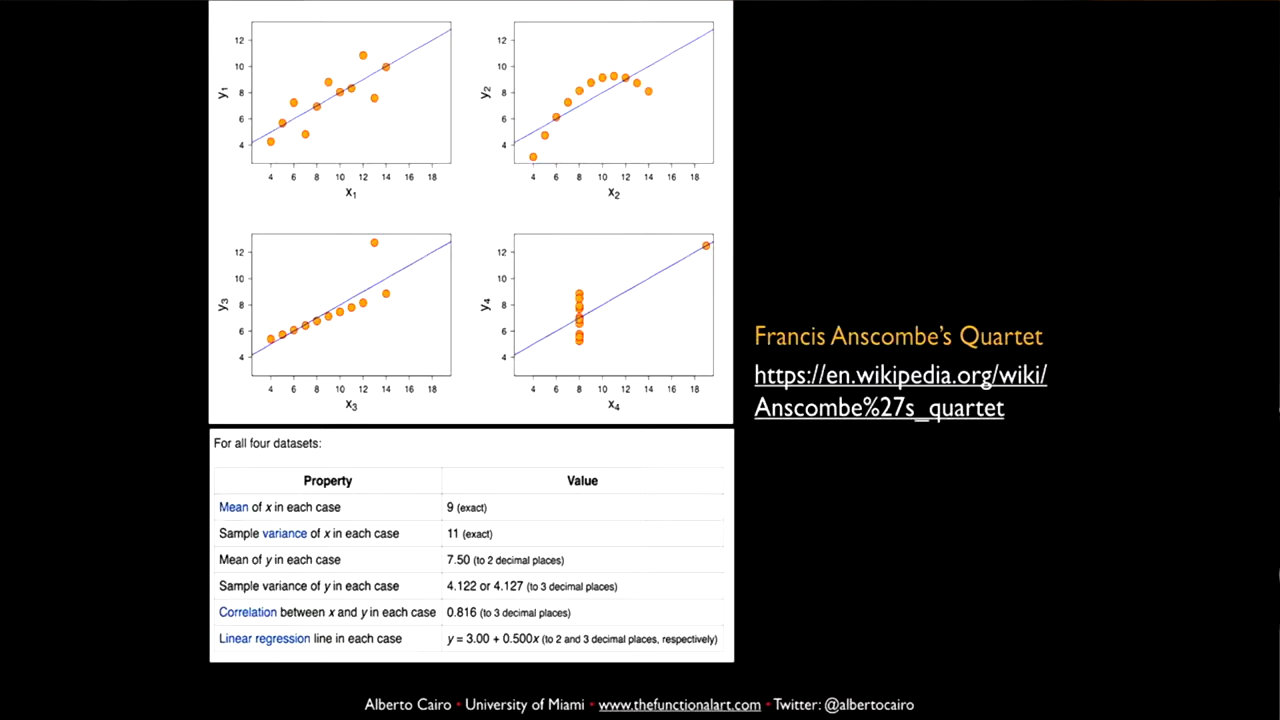 12
10
8
6
4
y1
4 6 8 10 12 14 16 18
x1
12
10
8
6
4
y2
4 6 8 10 12 14 16 18
x2
12
10
8
6
4
y3
4 6 8 10 12 14 16 18
x3
12
10
8
6
4
y4
4 6 8 10 12 14 16 18
x4
For all four datasets:
Property Value
Mean of x in each case 9 (exact)
Sample variance of x in each case 11 (exact)
Mean of y in each case 7.50 (to 2 decimal places)
Sample variance of y in each case 4.122 or 4.127 (to 3 decimal places)
Correlation between x and y in each case 0.816 (to 3 decimal places)
Linear regression line in each case y = 3.00 + 0.500x (to 2 and 3 decimal places, respectively)
Francis Anscombe's Quartet
https://en.wikipedia.org/wiki/
Anscombe%27s_quartet
Alberto Cairo • University of Miami • www.thefunctionalart.com • Twitter: @albertocairo